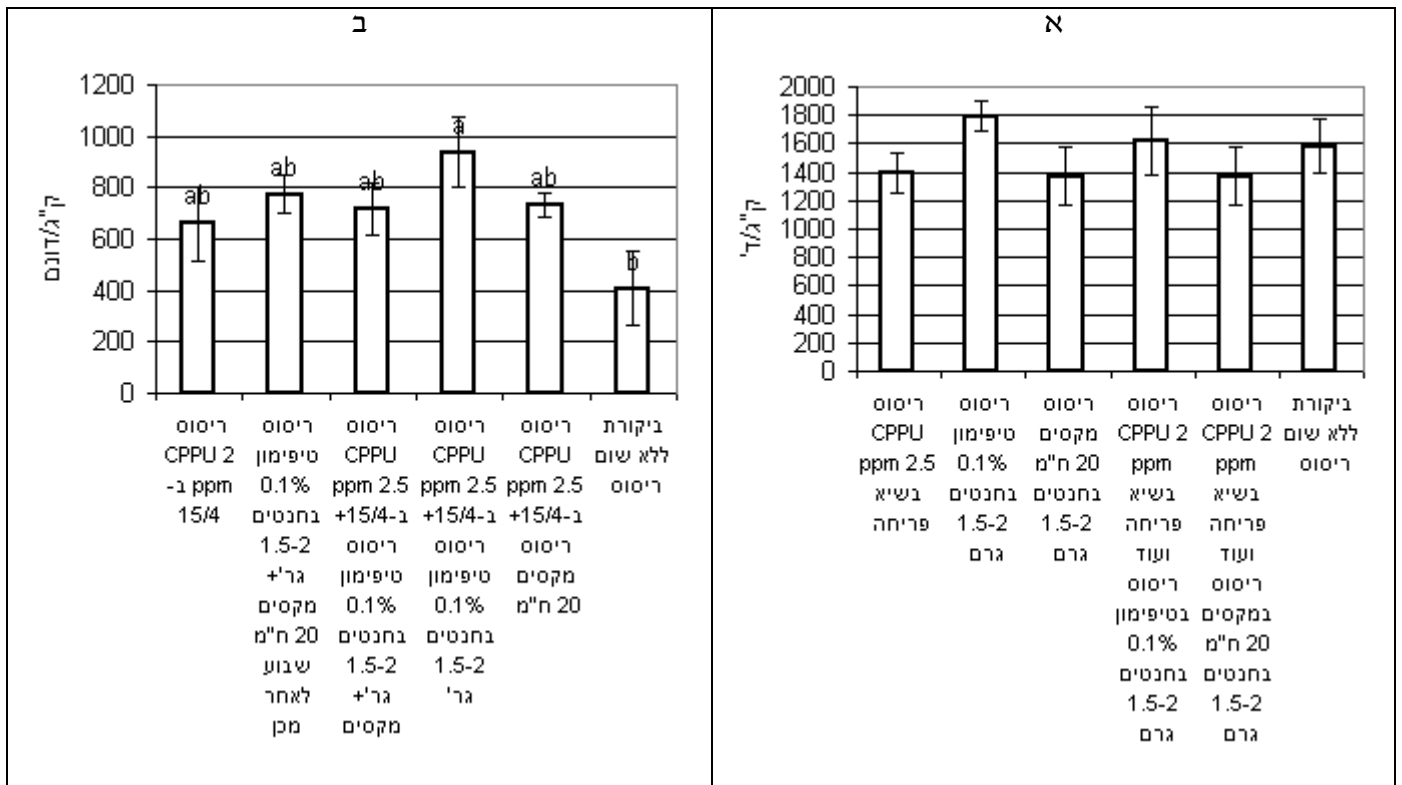 א
ק"ג/ד'
2000
1800
1600
1400
1200
1000
800
600
400
200
0
ביקורת
ללא שום
ריסוס
ריסוס
CPPU 2
ppm
בשיא
פריחה
ועוד
ריסוס
במקסים
20 ח"מ
בחנטים
1.5-2
גרם
ריסוס
CPPU 2
ppm
בשיא
פריחה
ועוד
ריסוס
בטיפימון
0.1%
בחנטים
1.5-2
גרם
ריסוס
מקסים
20 ח"מ
בחנטים
1.5-2
גרם
ריסוס
טיפימון
0.1%
בחנטים
1.5-2
גרם
ריסוס
CPPU
ppm 2.5
בשיא
פריחה
ב
ק"ג/דונם
1200
1000
800
600
400
200
0
b
ab
a
ab
ab
ab
ביקורת
ללא שום
ריסוס
ריסוס
CPPU
ppm 2.5
ב-15/4+
ריסוס
מקסים
20 ח"מ
ריסוס
CPPU
ppm 2.5
ב-15/4+
ריסוס
טיפימון
0.1%
בחנטים
1.5-2
גר'
ריסוס
CPPU
ppm 2.5
ב-15/4+
ריסוס
טיפימון
0.1%
בחנטים
1.5-2
גר'+
מקסים
ריסוס
טיפימון
0.1%
בחנטים
1.5-2
גר'+
מקסים
20 ח"מ
שבוע
לאחר
מכן
ריסוס
CPPU 2
ppm ב-
15/4